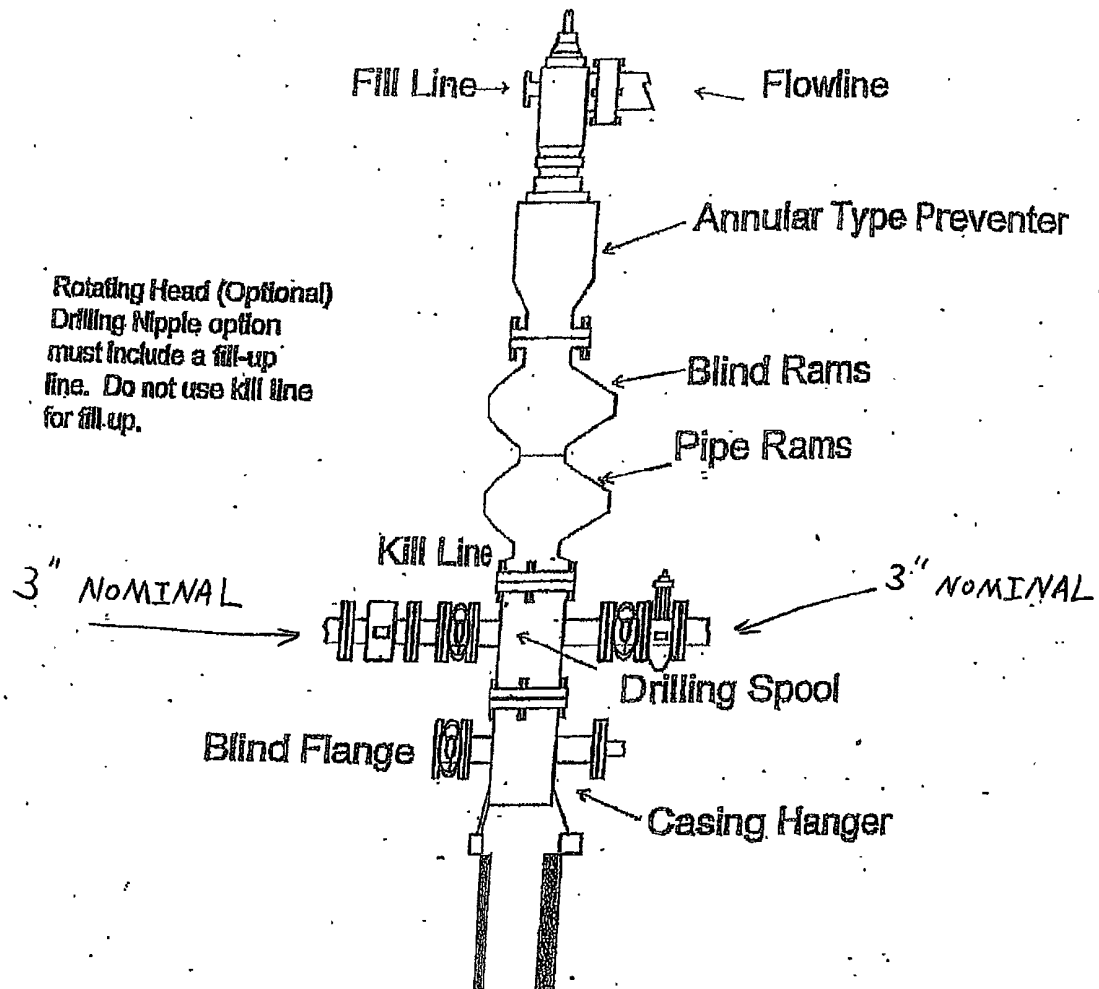 Fill Line
Flowline
Annular Type Preventer
Rotating Head (Optional)
Drilling Nipple option
must include a fill-up
line. Do not use kill line
for fill-up.
Blind Rams
Pipe Rams
Kill Line
3" NOMINAL
3" NOMINAL
Drilling Spool
Blind Flange
Casing Hanger